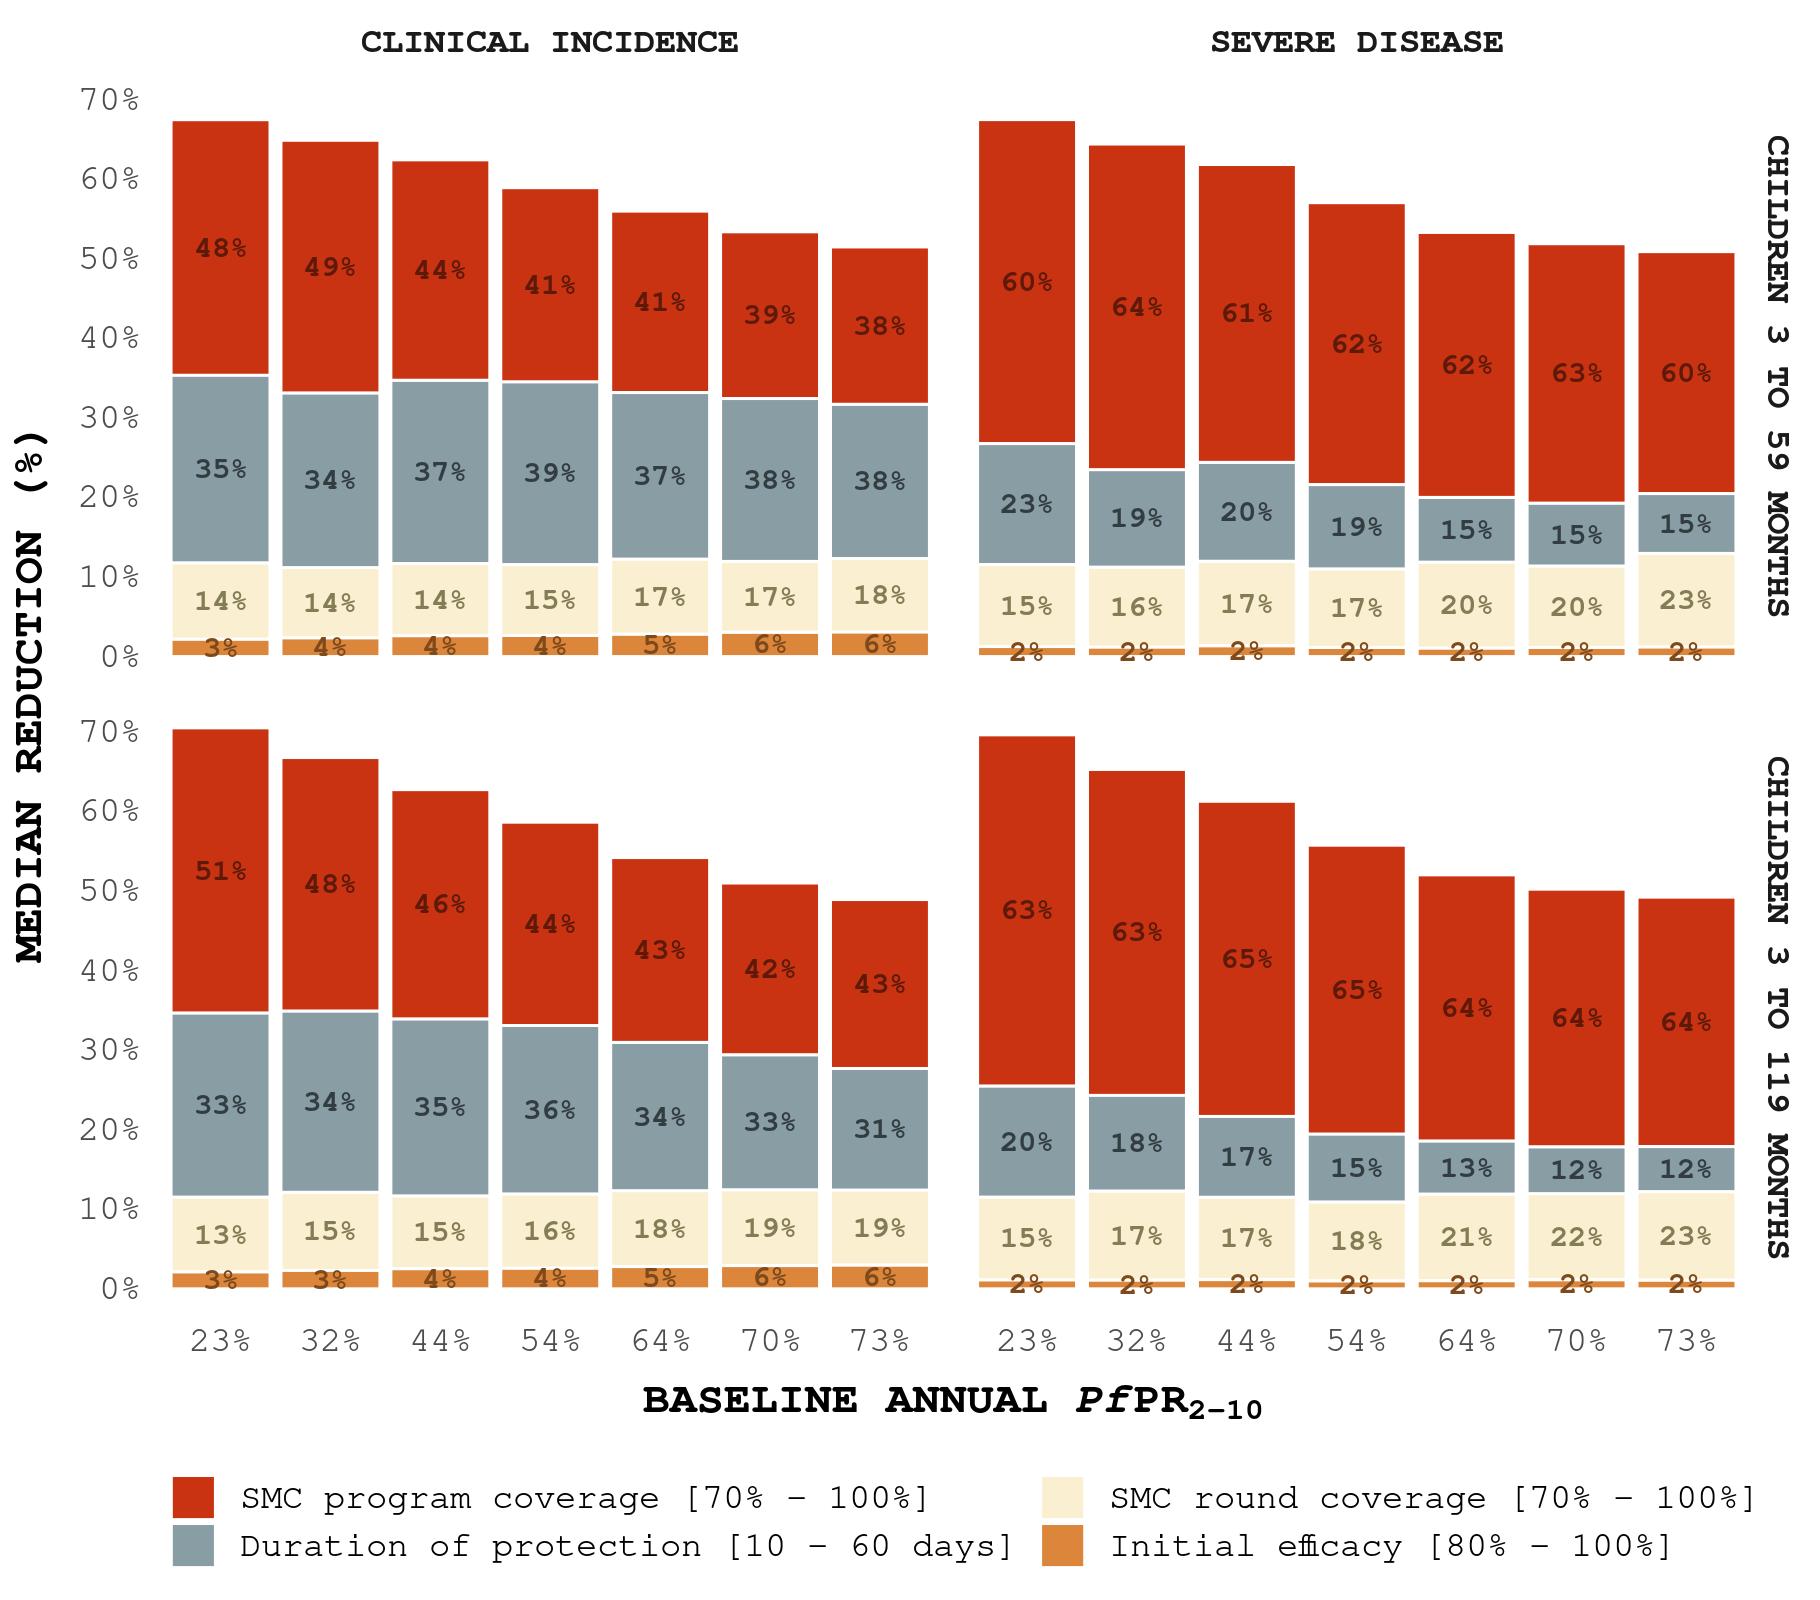 CLINICAL INCIDENCE
SEVERE DISEASE
MEDIAN REDUCTION (%)
CHILDREN 3 TO 59 MONTHS
70%
60%
50%
40%
30%
20%
10%
0%
48% 49% 44% 41% 41% 39% 38%
35% 34% 37% 39% 37% 38% 38%
14% 14% 14% 15% 17% 17% 18%
3% 4% 4% 4% 5% 6% 6%
60% 64% 61% 62% 62% 63% 60%
23% 19% 20% 19% 15% 15% 15%
15% 16% 17% 17% 20% 20% 23%
2% 2% 2% 2% 2% 2% 2%
CHILDREN 3 TO 119 MONTHS
70%
60%
50%
40%
30%
20%
10%
0%
51% 48% 46% 44% 43% 42% 43%
33% 34% 35% 36% 34% 33% 31%
13% 15% 15% 16% 18% 19% 19%
3% 3% 4% 4% 5% 6% 6%
63% 63% 65% 65% 64% 64% 64%
20% 18% 17% 15% 13% 12% 12%
15% 17% 17% 18% 21% 22% 23%
2% 2% 2% 2% 2% 2% 2%
23% 32% 44% 54% 64% 70% 73%
23% 32% 44% 54% 64% 70% 73%
BASELINE ANNUAL PfPR2–10
SMC program coverage [70% – 100%]
Duration of protection [10 – 60 days]
SMC round coverage [70% – 100%]
Initial efficacy [80% – 100%]